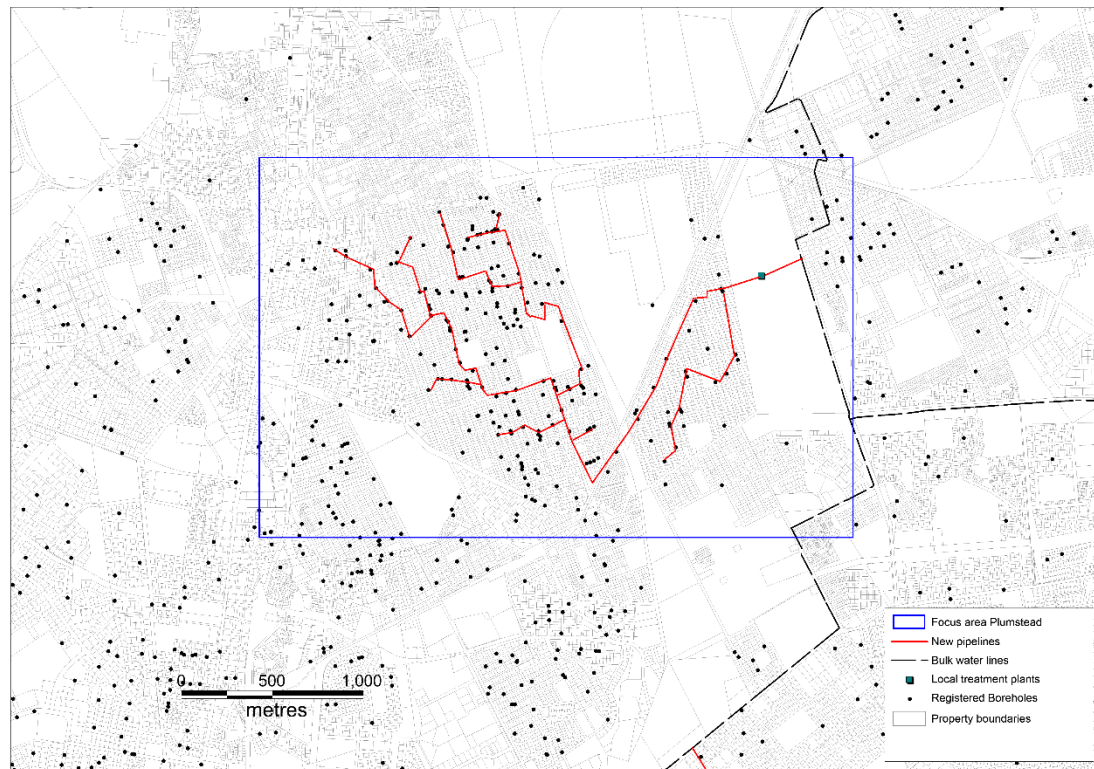 0 500 1,000
metres
Focus area Plumstead
New pipelines
Bulk water lines
Local treatment plants
Registered Boreholes
Property boundaries